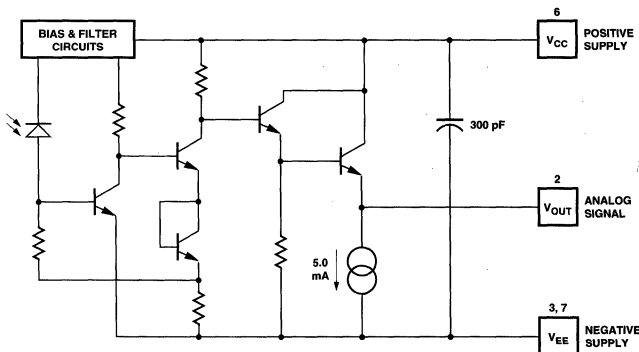 BIAS & FILTER
CIRCUITS
6
VCC
POSITIVE
SUPPLY
300 pF
2
VOUT
ANALOG
SIGNAL
5.0
mA
3, 7
VEE
NEGATIVE
SUPPLY